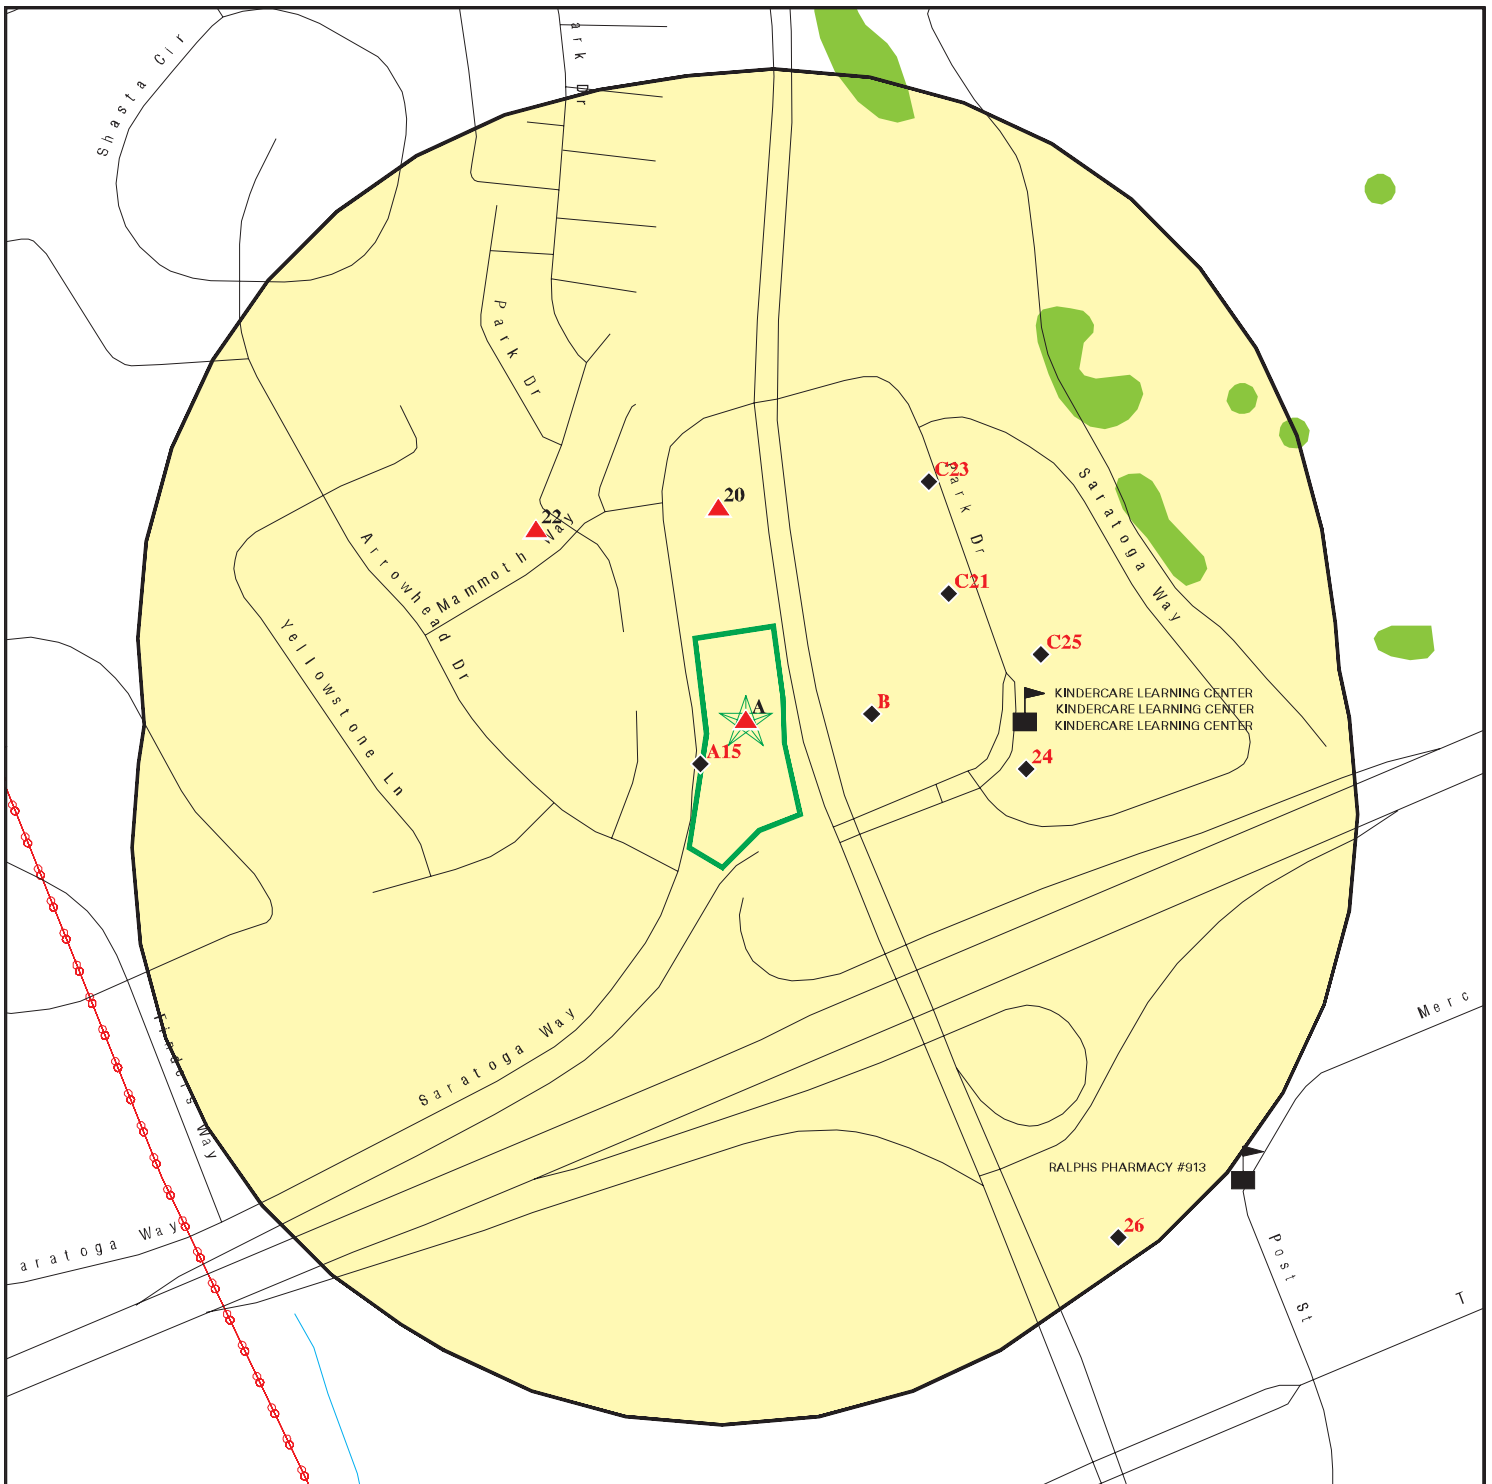 Shasta Cir
ark Dr
Park Dr
C23
20
22
Park Dr
Saratoga Way
Arrowhead Dr
Mammoth Way
C21
Yellowstone Ln
C25
KINDERCARE LEARNING CENTER
KINDERCARE LEARNING CENTER
KINDERCARE LEARNING CENTER
A
B
A15
24
Merc
Saratoga Way
Finders Way
RALPHS PHARMACY #913
26
aratoga Way
Post St
T